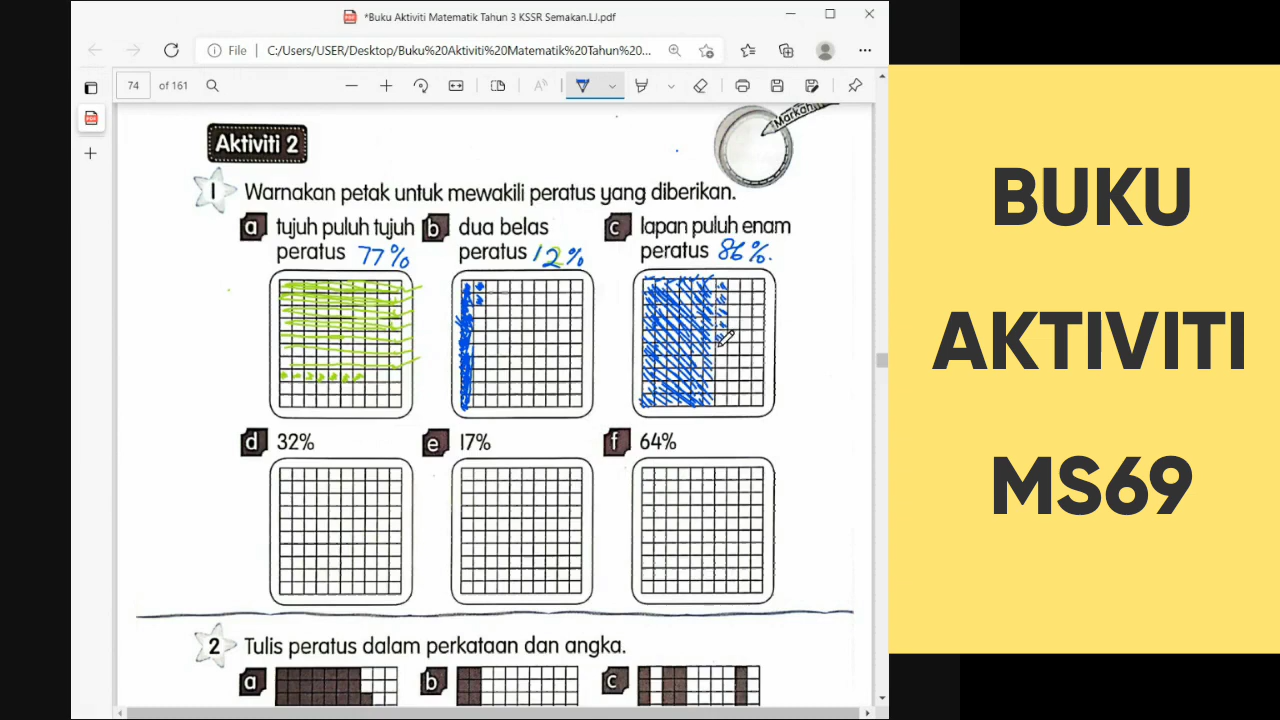 *Buku Aktiviti Matematik Tahun 3 KSSR Semakan.LJ.pdf
File | C:/Users/USER/Desktop/Buku%20Aktiviti%20Matematik%20Tahun%20...
74 of 161
Markah
Aktiviti 2
1 Warnakan petak untuk mewakili peratus yang diberikan.
a tujuh puluh tujuh peratus 77%
b dua belas peratus 12%
c lapan puluh enam peratus 86%.
d 32%
e 17%
f 64%
2 Tulis peratus dalam perkataan dan angka.
a
b
c
BUKU
AKTIVITI
MS69